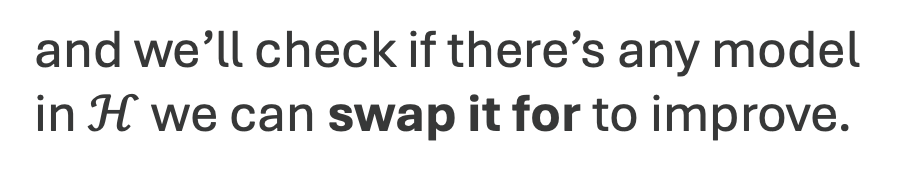 and we’ll check if there’s any model
in ℋ we can swap it for to improve.